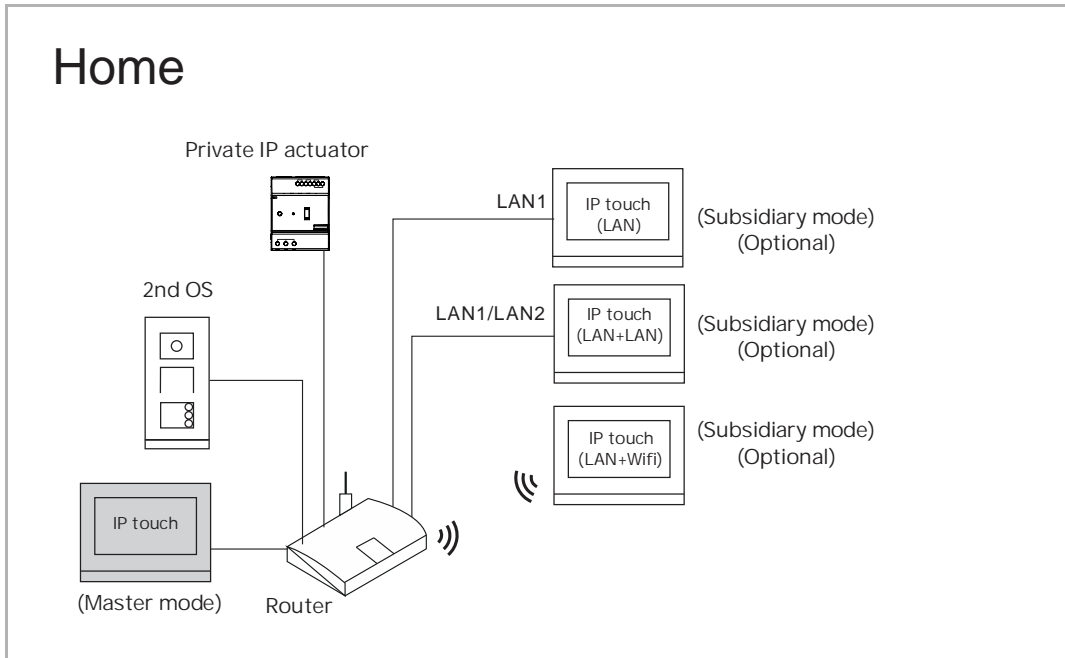 Home
Private IP actuator
LAN1
IP touch
(LAN)
(Subsidiary mode)
(Optional)
2nd OS
LAN1/LAN2
IP touch
(LAN+LAN)
(Subsidiary mode)
(Optional)
IP touch
(LAN+Wifi)
(Subsidiary mode)
(Optional)
IP touch
(Master mode)
Router